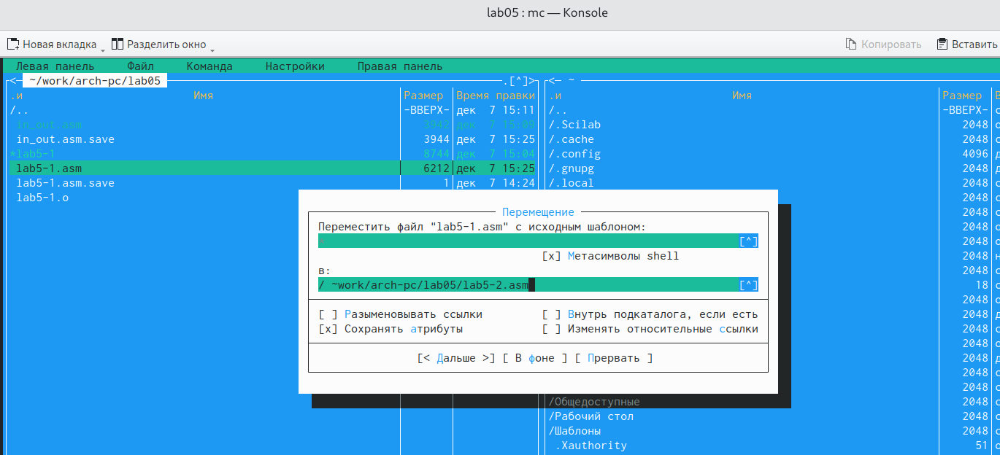 lab05 : mc — Konsole
Новая вкладка Разделить окно Копировать Вставить
Левая панель Файл Команда Настройки Правая панель
<─ ~/work/arch-pc/lab05 .[^]> <─ ~
.и Имя Размер Время правки .и Имя Размер
/.. -ВВЕРХ- дек 7 15:11 /.. -ВВЕРХ-
in_out.asm 3942 дек 7 15:09 /.Scilab 2048
in_out.asm.save 3944 дек 7 15:25 /.cache 2048
*lab5-1 8744 дек 7 15:04 /.config 4096
lab5-1.asm 6212 дек 7 15:25 /.gnupg 2048
lab5-1.asm.save 1 дек 7 14:24 /.local 2048
lab5-1.o 2048
Перемещение 2048
Переместить файл "lab5-1.asm" с исходным шаблоном: 2048
[^] 2048
[x] Метасимволы shell 2048
в: 2048
/ ~work/arch-pc/lab05/lab5-2.asm [^] 18
2048
[ ] Разыменовывать ссылки [ ] Внутрь подкаталога, если есть 2048
[x] Сохранять атрибуты [ ] Изменять относительные ссылки 2048
2048
[< Дальше >] [ В фоне ] [ Прервать ] 2048
2048
2048
/Общедоступные 2048
/Рабочий стол 2048
/Шаблоны 2048
.Xauthority 51